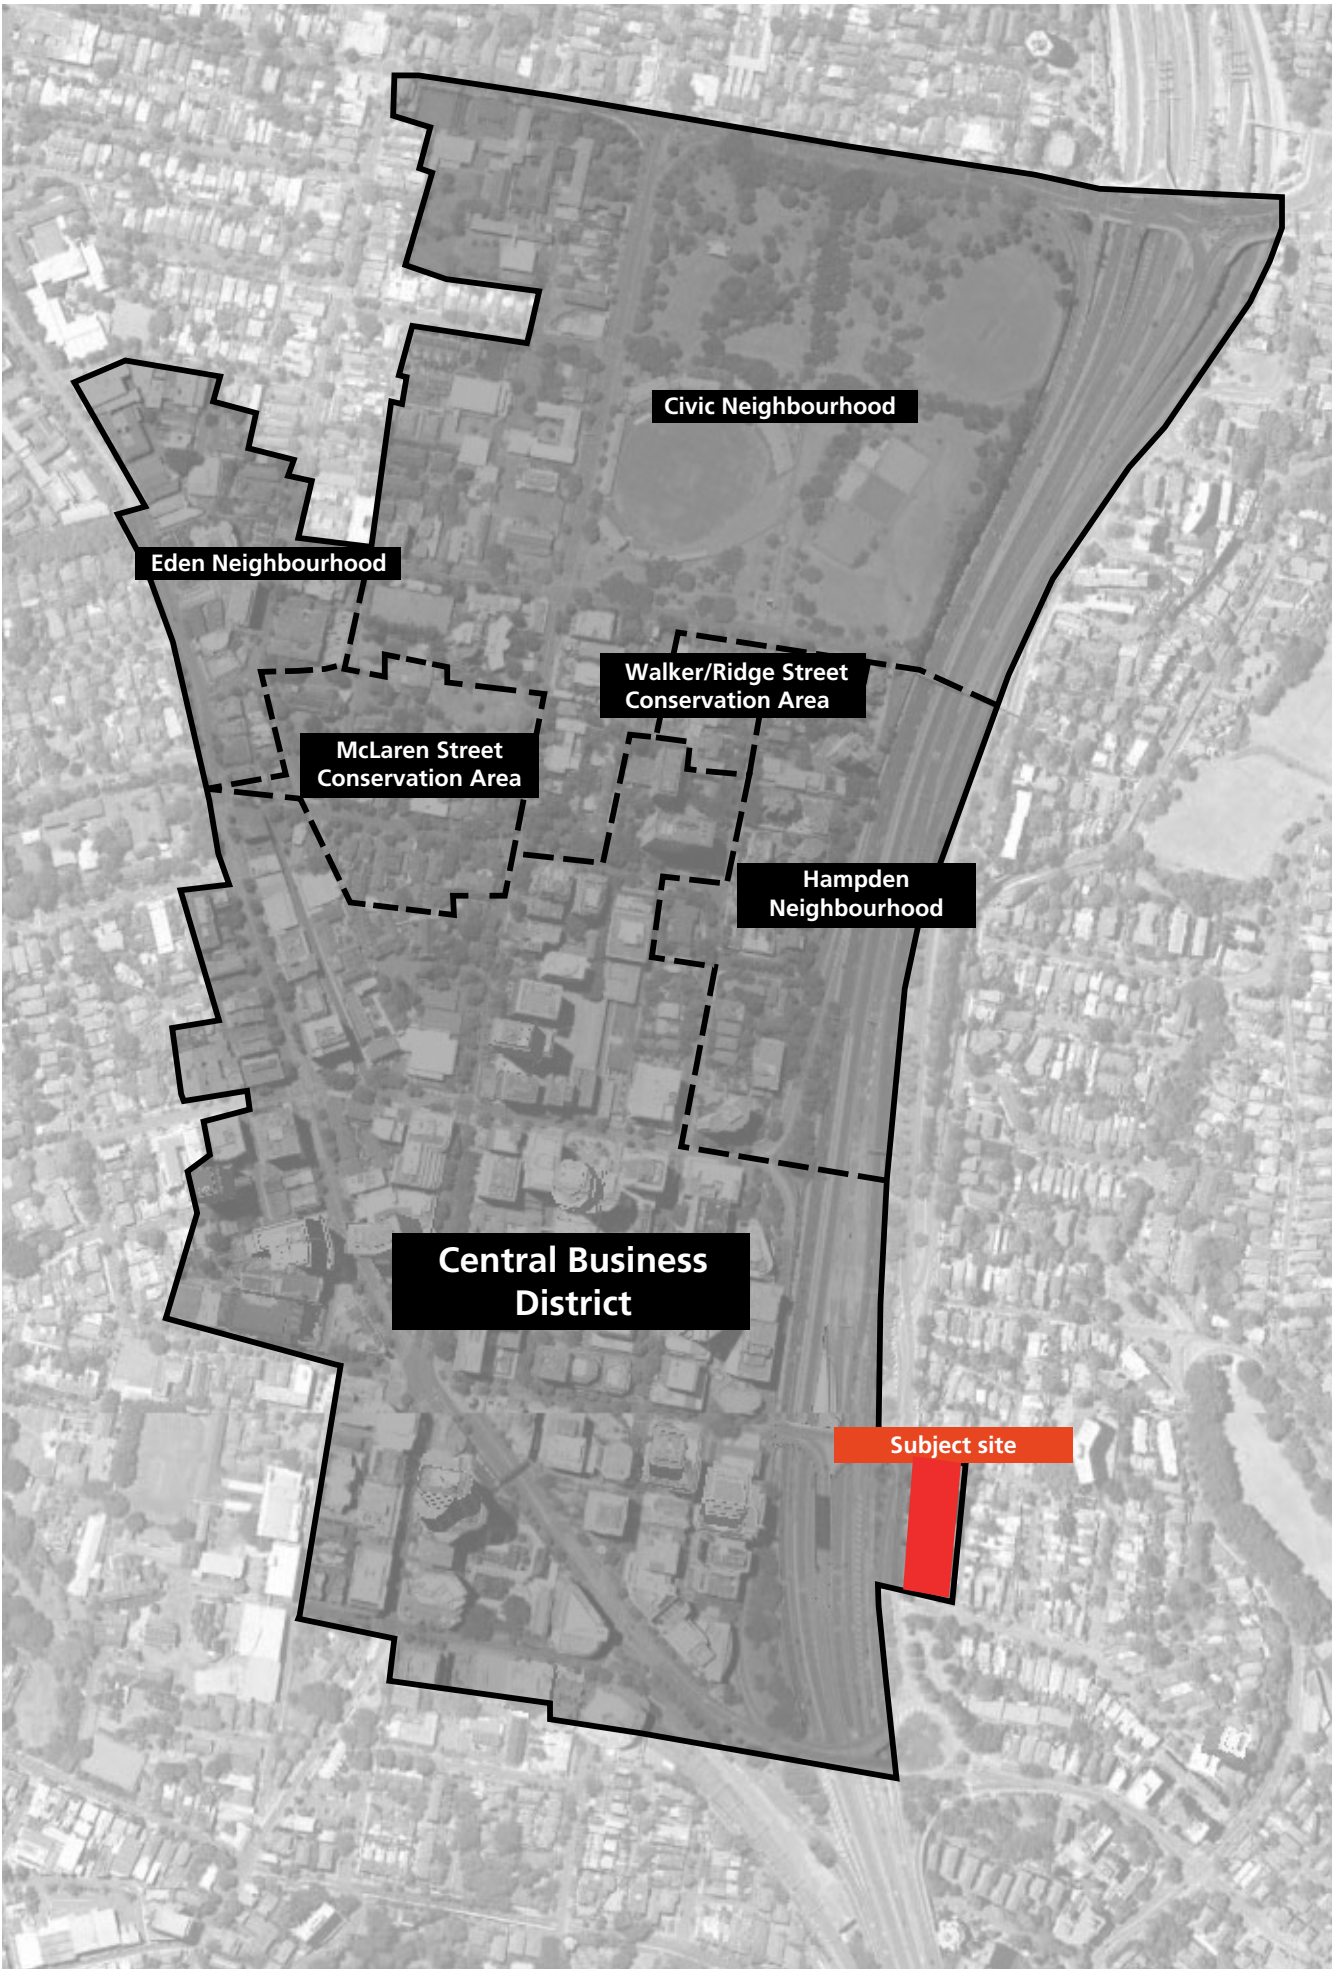 Civic Neighbourhood
Eden Neighbourhood
Walker/Ridge Street
Conservation Area
McLaren Street
Conservation Area
Hampden
Neighbourhood
Central Business
District
Subject site